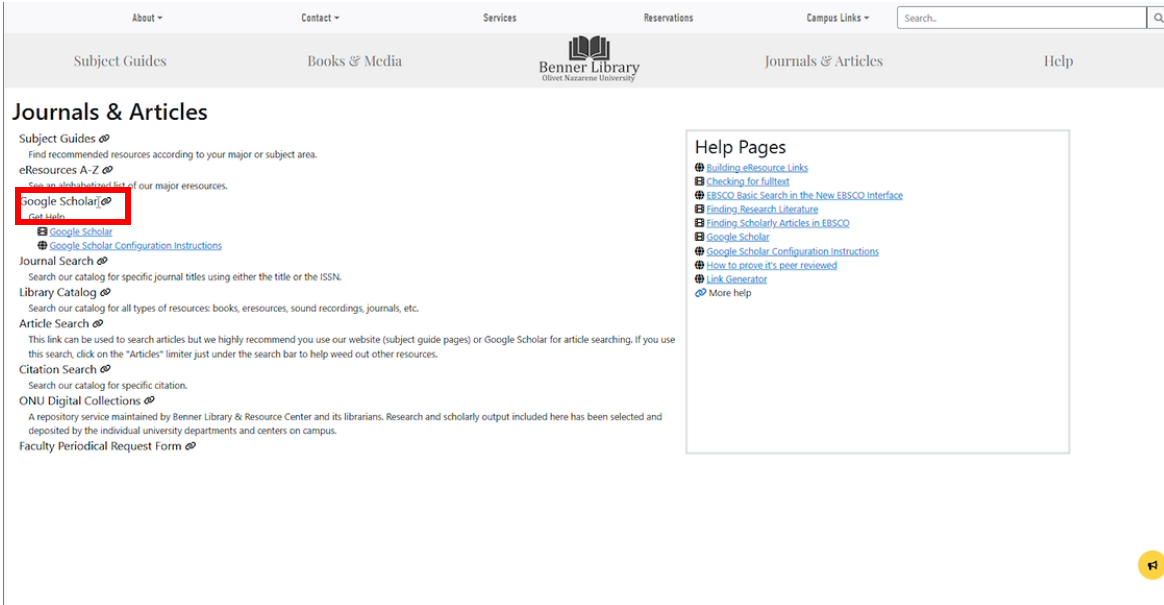 About
Contact
Services
Reservations
Campus Links
Search..
Subject Guides
Books & Media
Benner Library
Olivet Nazarene University
Journals & Articles
Help
Journals & Articles
Subject Guides
Find recommended resources according to your major or subject area.
eResources A-Z
See an alphabetized list of our major eresources.
Google Scholar
Get Help
Google Scholar
Google Scholar Configuration Instructions
Journal Search
Search our catalog for specific journal titles using either the title or the ISSN.
Library Catalog
Search our catalog for all types of resources: books, eresources, sound recordings, journals, etc.
Article Search
This link can be used to search articles but we highly recommend you use our website (subject guide pages) or Google Scholar for article searching. If you use
this search, click on the "Articles" limiter just under the search bar to help weed out other resources.
Citation Search
Search our catalog for specific citation.
ONU Digital Collections
A repository service maintained by Benner Library & Resource Center and its librarians. Research and scholarly output included here has been selected and
deposited by the individual university departments and centers on campus.
Faculty Periodical Request Form
Help Pages
Building eResource Links
Checking for fulltext
EBSCO Basic Search in the New EBSCO Interface
Finding Research Literature
Finding Scholarly Articles in EBSCO
Google Scholar
Google Scholar Configuration Instructions
How to prove it's peer reviewed
Link Generator
More help